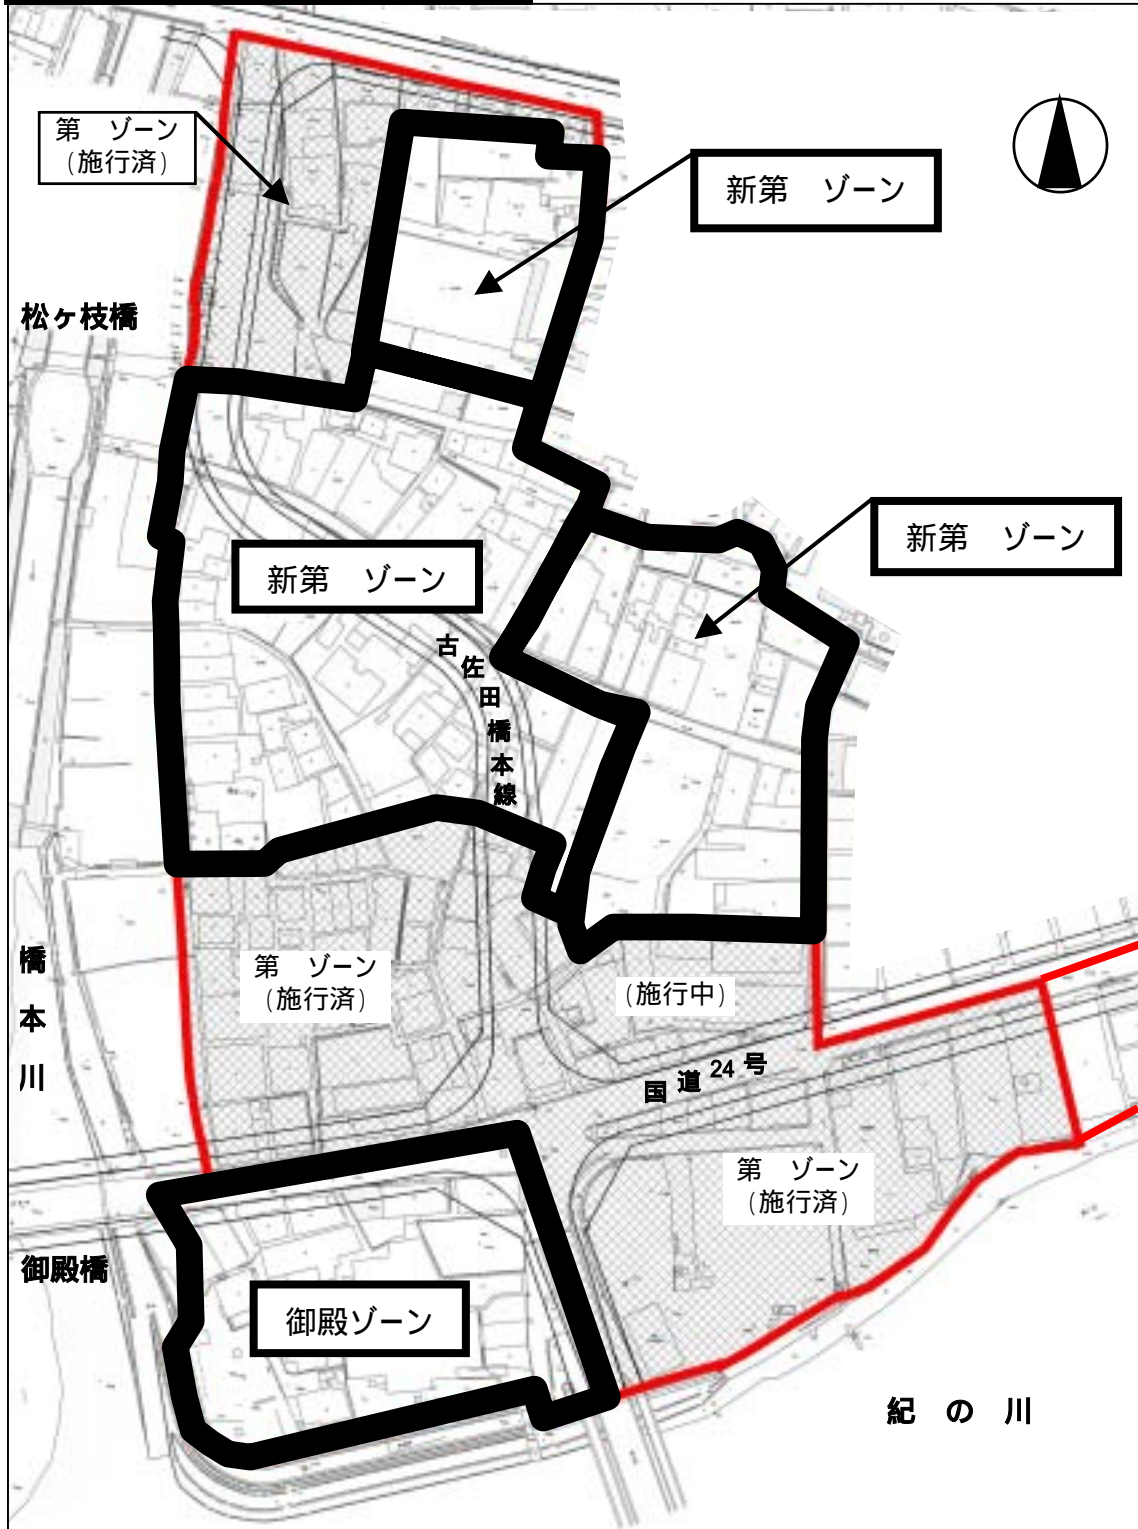 第　ゾーン
(施行済)
新第　ゾーン
松ヶ枝橋
新第　ゾーン
新第　ゾーン
古佐田橋本線
橋本川
第　ゾーン
(施行済)
(施行中)
国道24号
第　ゾーン
(施行済)
御殿橋
御殿ゾーン
紀の川